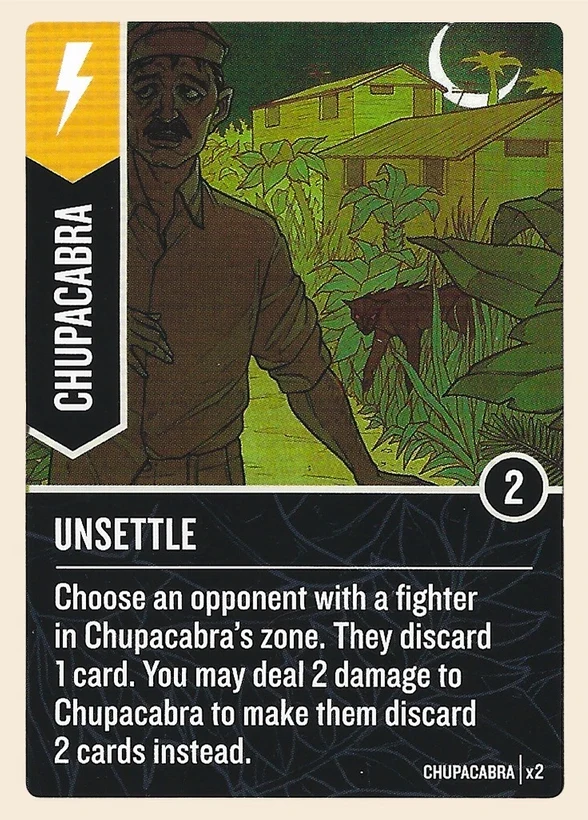 CHUPACABRA
2
UNSETTLE
Choose an opponent with a fighter
in Chupacabra's zone. They discard
1 card. You may deal 2 damage to
Chupacabra to make them discard
2 cards instead.
CHUPACABRA | x2